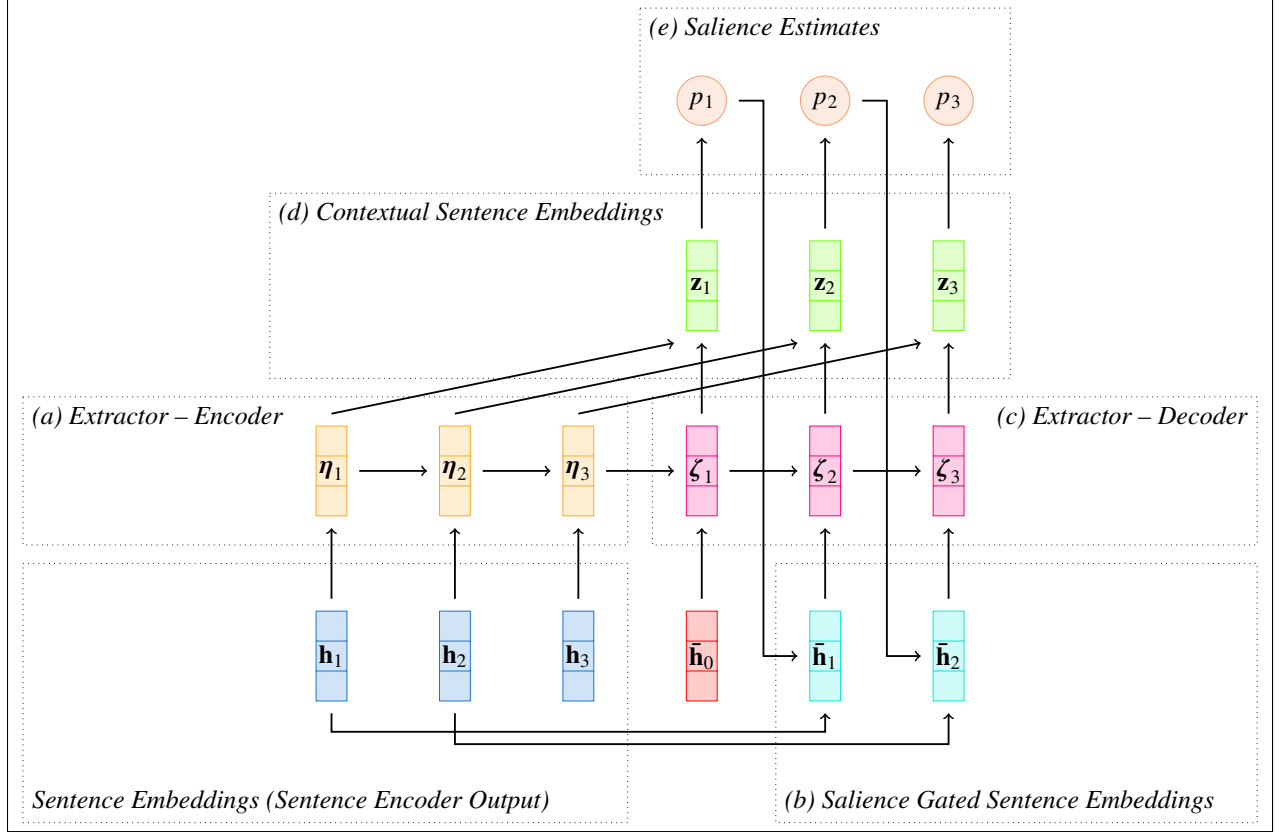 (e) Salience Estimates
p₁ p₂ p₃
(d) Contextual Sentence Embeddings
z₁ z₂ z₃
(a) Extractor – Encoder (c) Extractor – Decoder
η₁ η₂ η₃ ζ₁ ζ₂ ζ₃
h₁ h₂ h₃ h̄₀ h̄₁ h̄₂
Sentence Embeddings (Sentence Encoder Output) (b) Salience Gated Sentence Embeddings